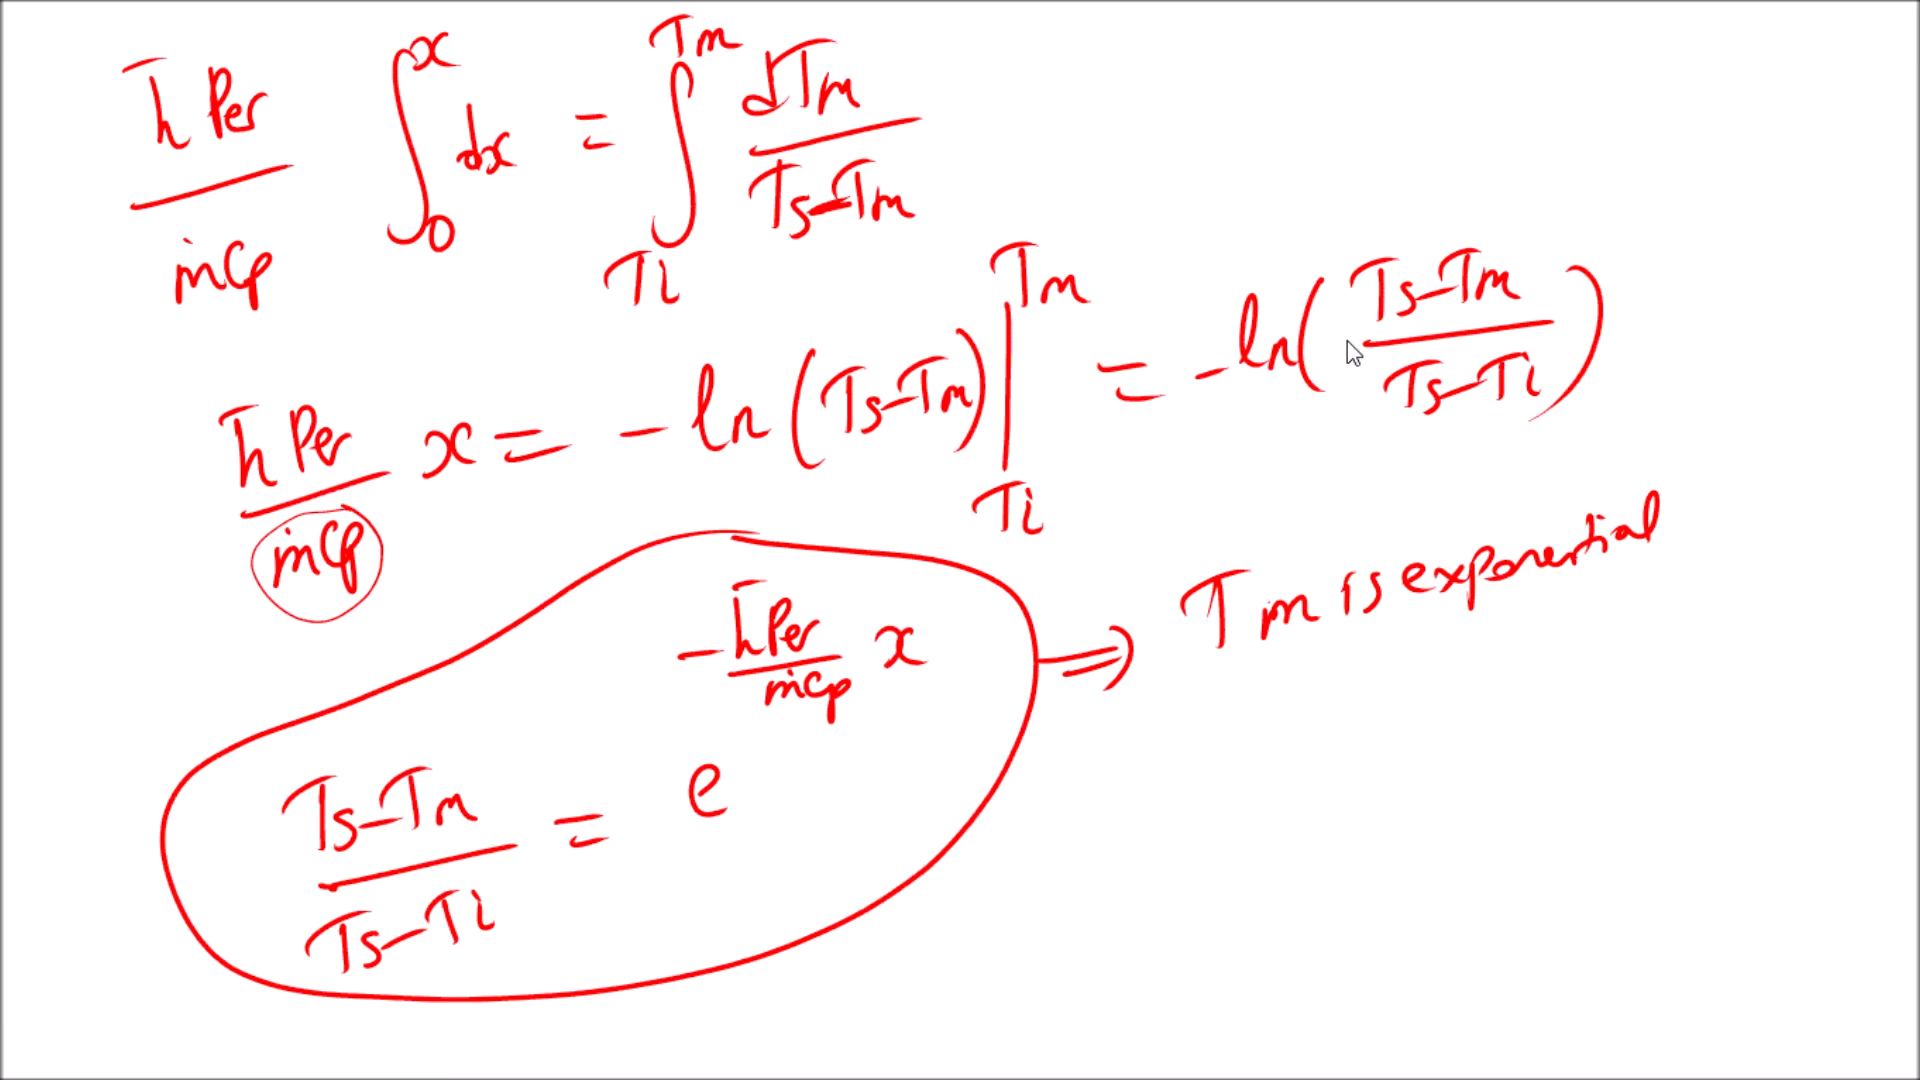 h̄ Per / ṁCp ∫₀ˣ dx = ∫_Ti^Tm dTm / Ts-Tm
h̄ Per / ṁCp x = - ln (Ts-Tm) |_Ti^Tm = - ln ( Ts-Tm / Ts-Ti )
Ts-Tm / Ts-Ti = e^(- h̄ Per / ṁCp x) ⇒ Tm is exponential